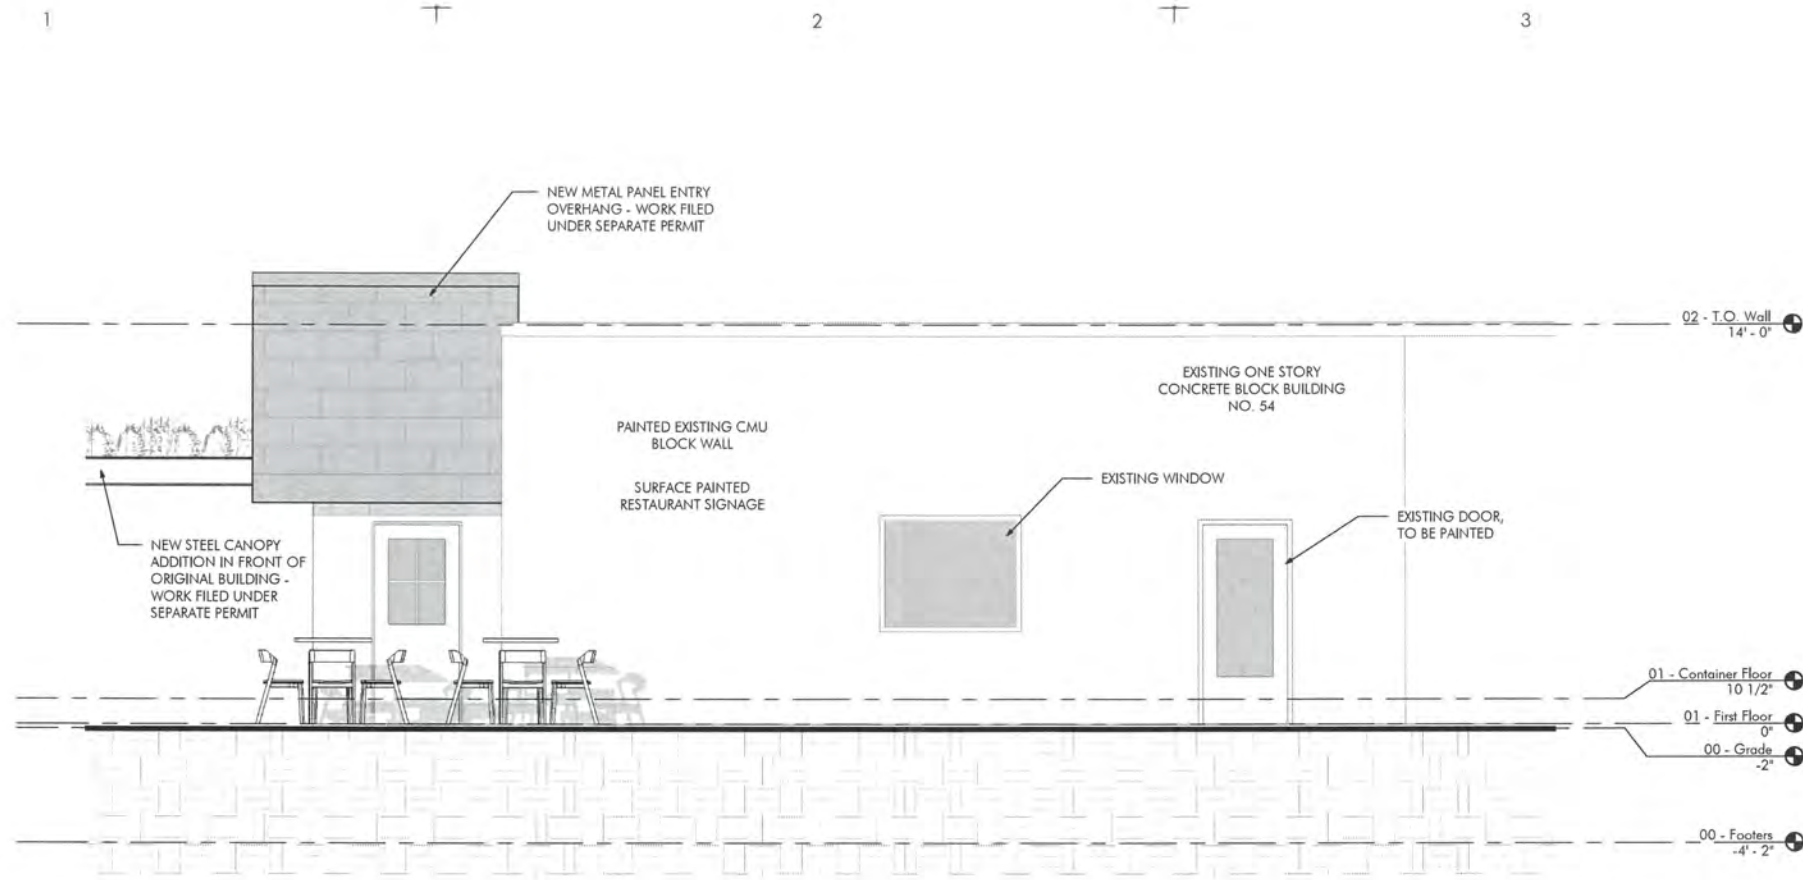 1
2
3
NEW METAL PANEL ENTRY
OVERHANG - WORK FILED
UNDER SEPARATE PERMIT
02 - T.O. Wall
14' - 0"
EXISTING ONE STORY
CONCRETE BLOCK BUILDING
NO. 54
PAINTED EXISTING CMU
BLOCK WALL
SURFACE PAINTED
RESTAURANT SIGNAGE
EXISTING WINDOW
EXISTING DOOR,
TO BE PAINTED
NEW STEEL CANOPY
ADDITION IN FRONT OF
ORIGINAL BUILDING -
WORK FILED UNDER
SEPARATE PERMIT
01 - Container Floor
10 1/2"
01 - First Floor
0"
00 - Grade
-2"
00 - Footers
-4' - 2"